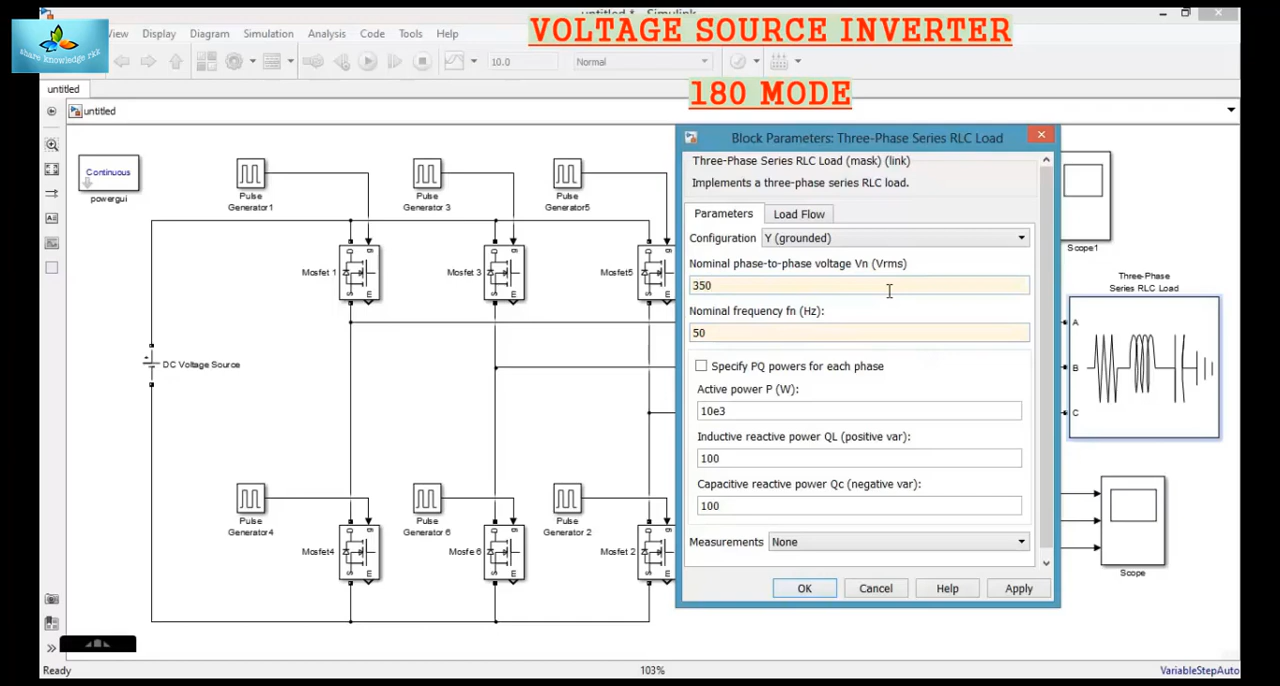 untitled * - Simulink
share knowledge rkk
View Display Diagram Simulation Analysis Code Tools Help
VOLTAGE SOURCE INVERTER
10.0
Normal
180 MODE
untitled
untitled
Continuous
powergui
Pulse
Generator1
Pulse
Generator 3
Pulse
Generator5
Mosfet 1
Mosfet 3
Mosfet5
DC Voltage Source
Pulse
Generator4
Pulse
Generator 6
Pulse
Generator 2
Mosfet4
Mosfe 6
Mosfet 2
Block Parameters: Three-Phase Series RLC Load
Three-Phase Series RLC Load (mask) (link)
Implements a three-phase series RLC load.
Parameters
Load Flow
Configuration Y (grounded)
Nominal phase-to-phase voltage Vn (Vrms)
350
Nominal frequency fn (Hz):
50
Specify PQ powers for each phase
Active power P (W):
10e3
Inductive reactive power QL (positive var):
100
Capacitive reactive power Qc (negative var):
100
Measurements None
OK Cancel Help Apply
Scope1
Three-Phase
Series RLC Load
A
B
C
Scope
Ready
103%
VariableStepAuto